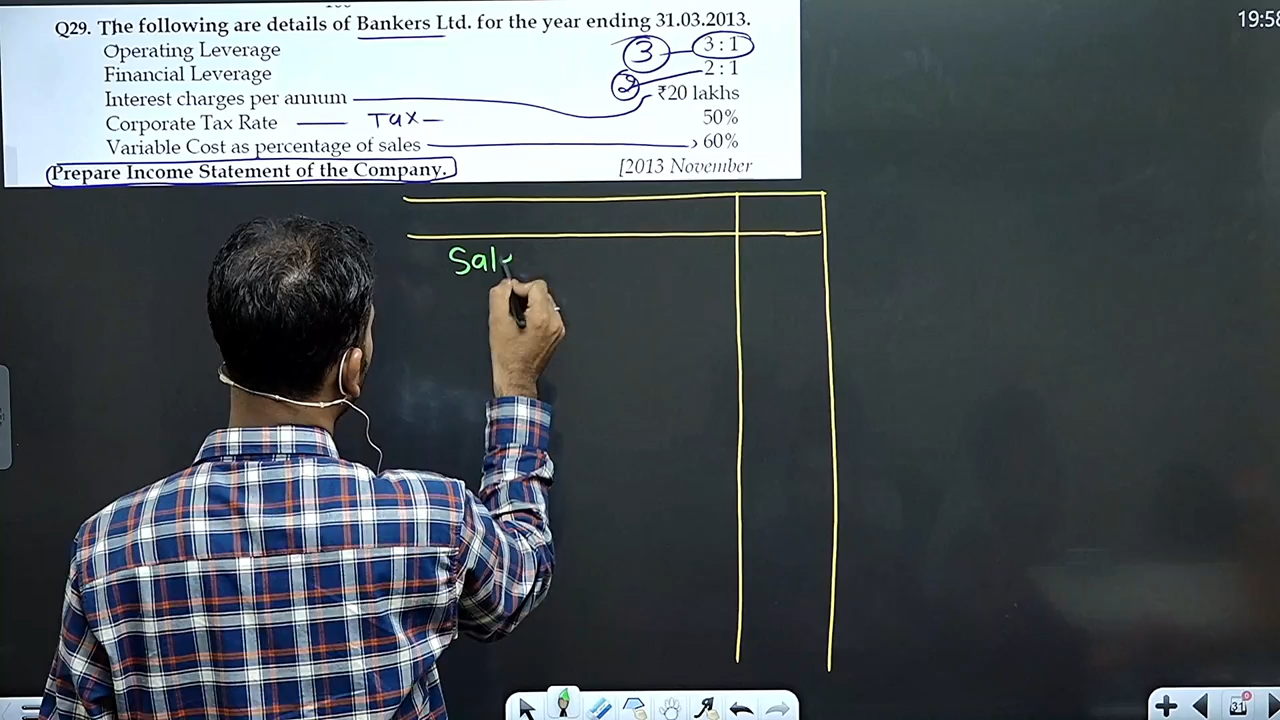 19:58
Q29. The following are details of Bankers Ltd. for the year ending 31.03.2013.
Operating Leverage 3 3 : 1
Financial Leverage 2 2 : 1
Interest charges per annum ₹20 lakhs
Corporate Tax Rate — Tax — 50%
Variable Cost as percentage of sales 60%
Prepare Income Statement of the Company. [2013 November
Sal
31